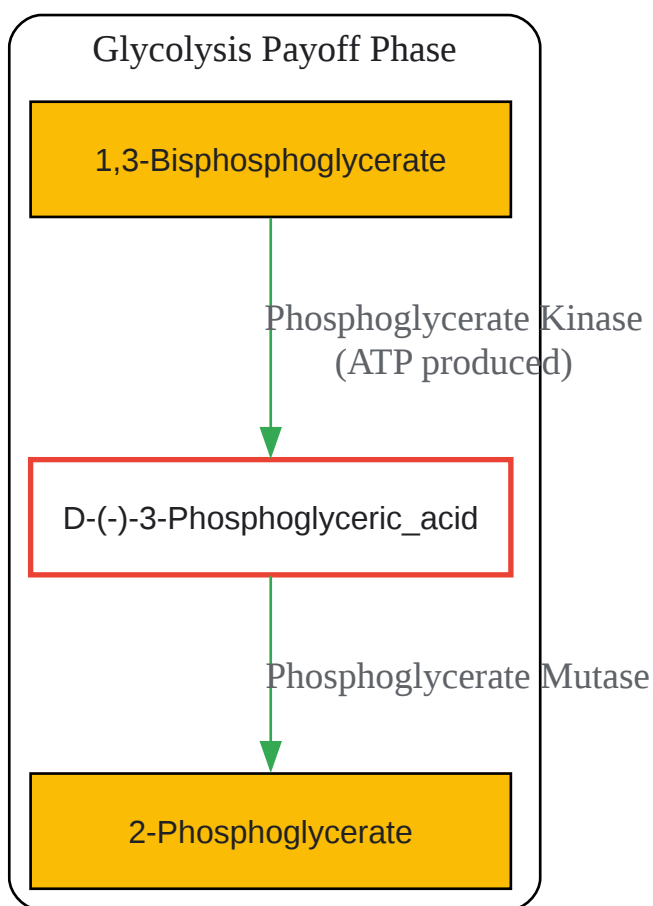 Glycolysis Payoff Phase
1,3-Bisphosphoglycerate
Phosphoglycerate Kinase
(ATP produced)
D-(-)-3-Phosphoglyceric_acid
Phosphoglycerate Mutase
2-Phosphoglycerate